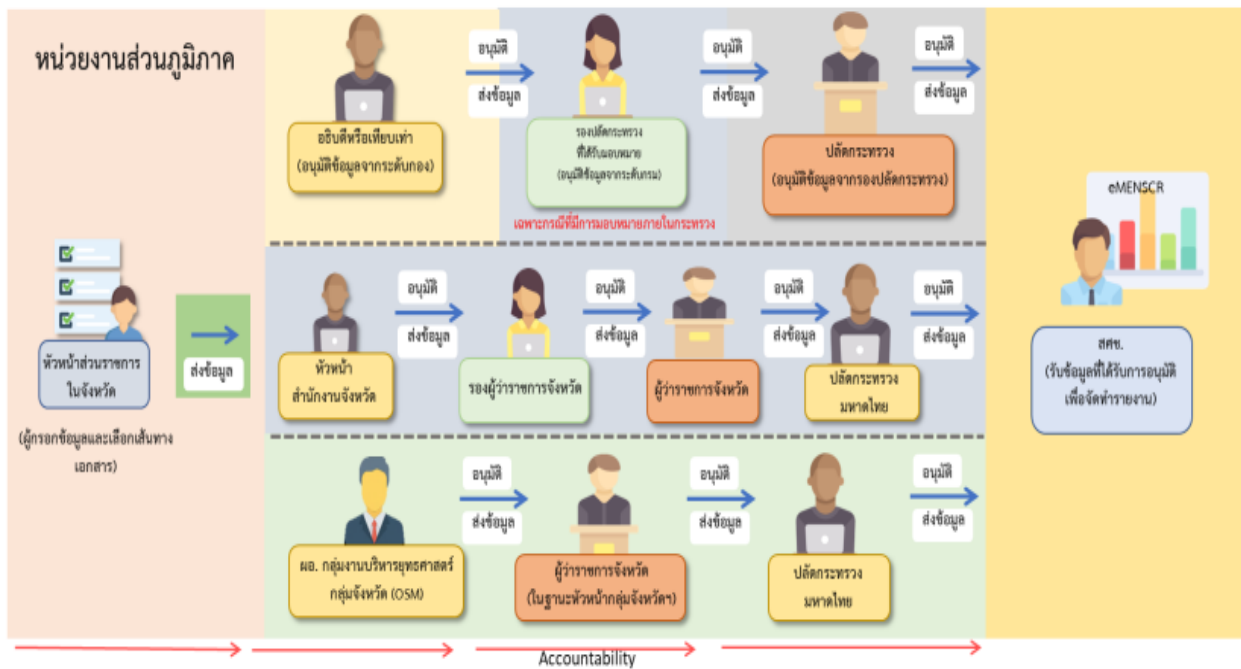 หน่วยงานส่วนภูมิภาค
อนุมัติ
ส่งข้อมูล
อนุมัติ
ส่งข้อมูล
อนุมัติ
ส่งข้อมูล
อธิบดีหรือเทียบเท่า
(อนุมัติข้อมูลจากระดับกอง)
รองปลัดกระทรวง
ที่ได้รับมอบหมาย
(อนุมัติข้อมูลจากระดับกรม)
ปลัดกระทรวง
(อนุมัติข้อมูลจากรองปลัดกระทรวง)
เฉพาะกรณีที่มีการมอบหมายภายในกระทรวง
eMENSCR
หัวหน้าส่วนราชการ
ในจังหวัด
(ผู้กรอกข้อมูลและเลือกเส้นทาง
เอกสาร)
ส่งข้อมูล
อนุมัติ
ส่งข้อมูล
อนุมัติ
ส่งข้อมูล
อนุมัติ
ส่งข้อมูล
อนุมัติ
ส่งข้อมูล
หัวหน้า
สำนักงานจังหวัด
รองผู้ว่าราชการจังหวัด
ผู้ว่าราชการจังหวัด
ปลัดกระทรวง
มหาดไทย
สศช.
(รับข้อมูลที่ได้รับการอนุมัติ
เพื่อจัดทำรายงาน)
อนุมัติ
ส่งข้อมูล
อนุมัติ
ส่งข้อมูล
อนุมัติ
ส่งข้อมูล
ผอ. กลุ่มงานบริหารยุทธศาสตร์
กลุ่มจังหวัด (OSM)
ผู้ว่าราชการจังหวัด
(ในฐานะหัวหน้ากลุ่มจังหวัดฯ)
ปลัดกระทรวง
มหาดไทย
Accountability